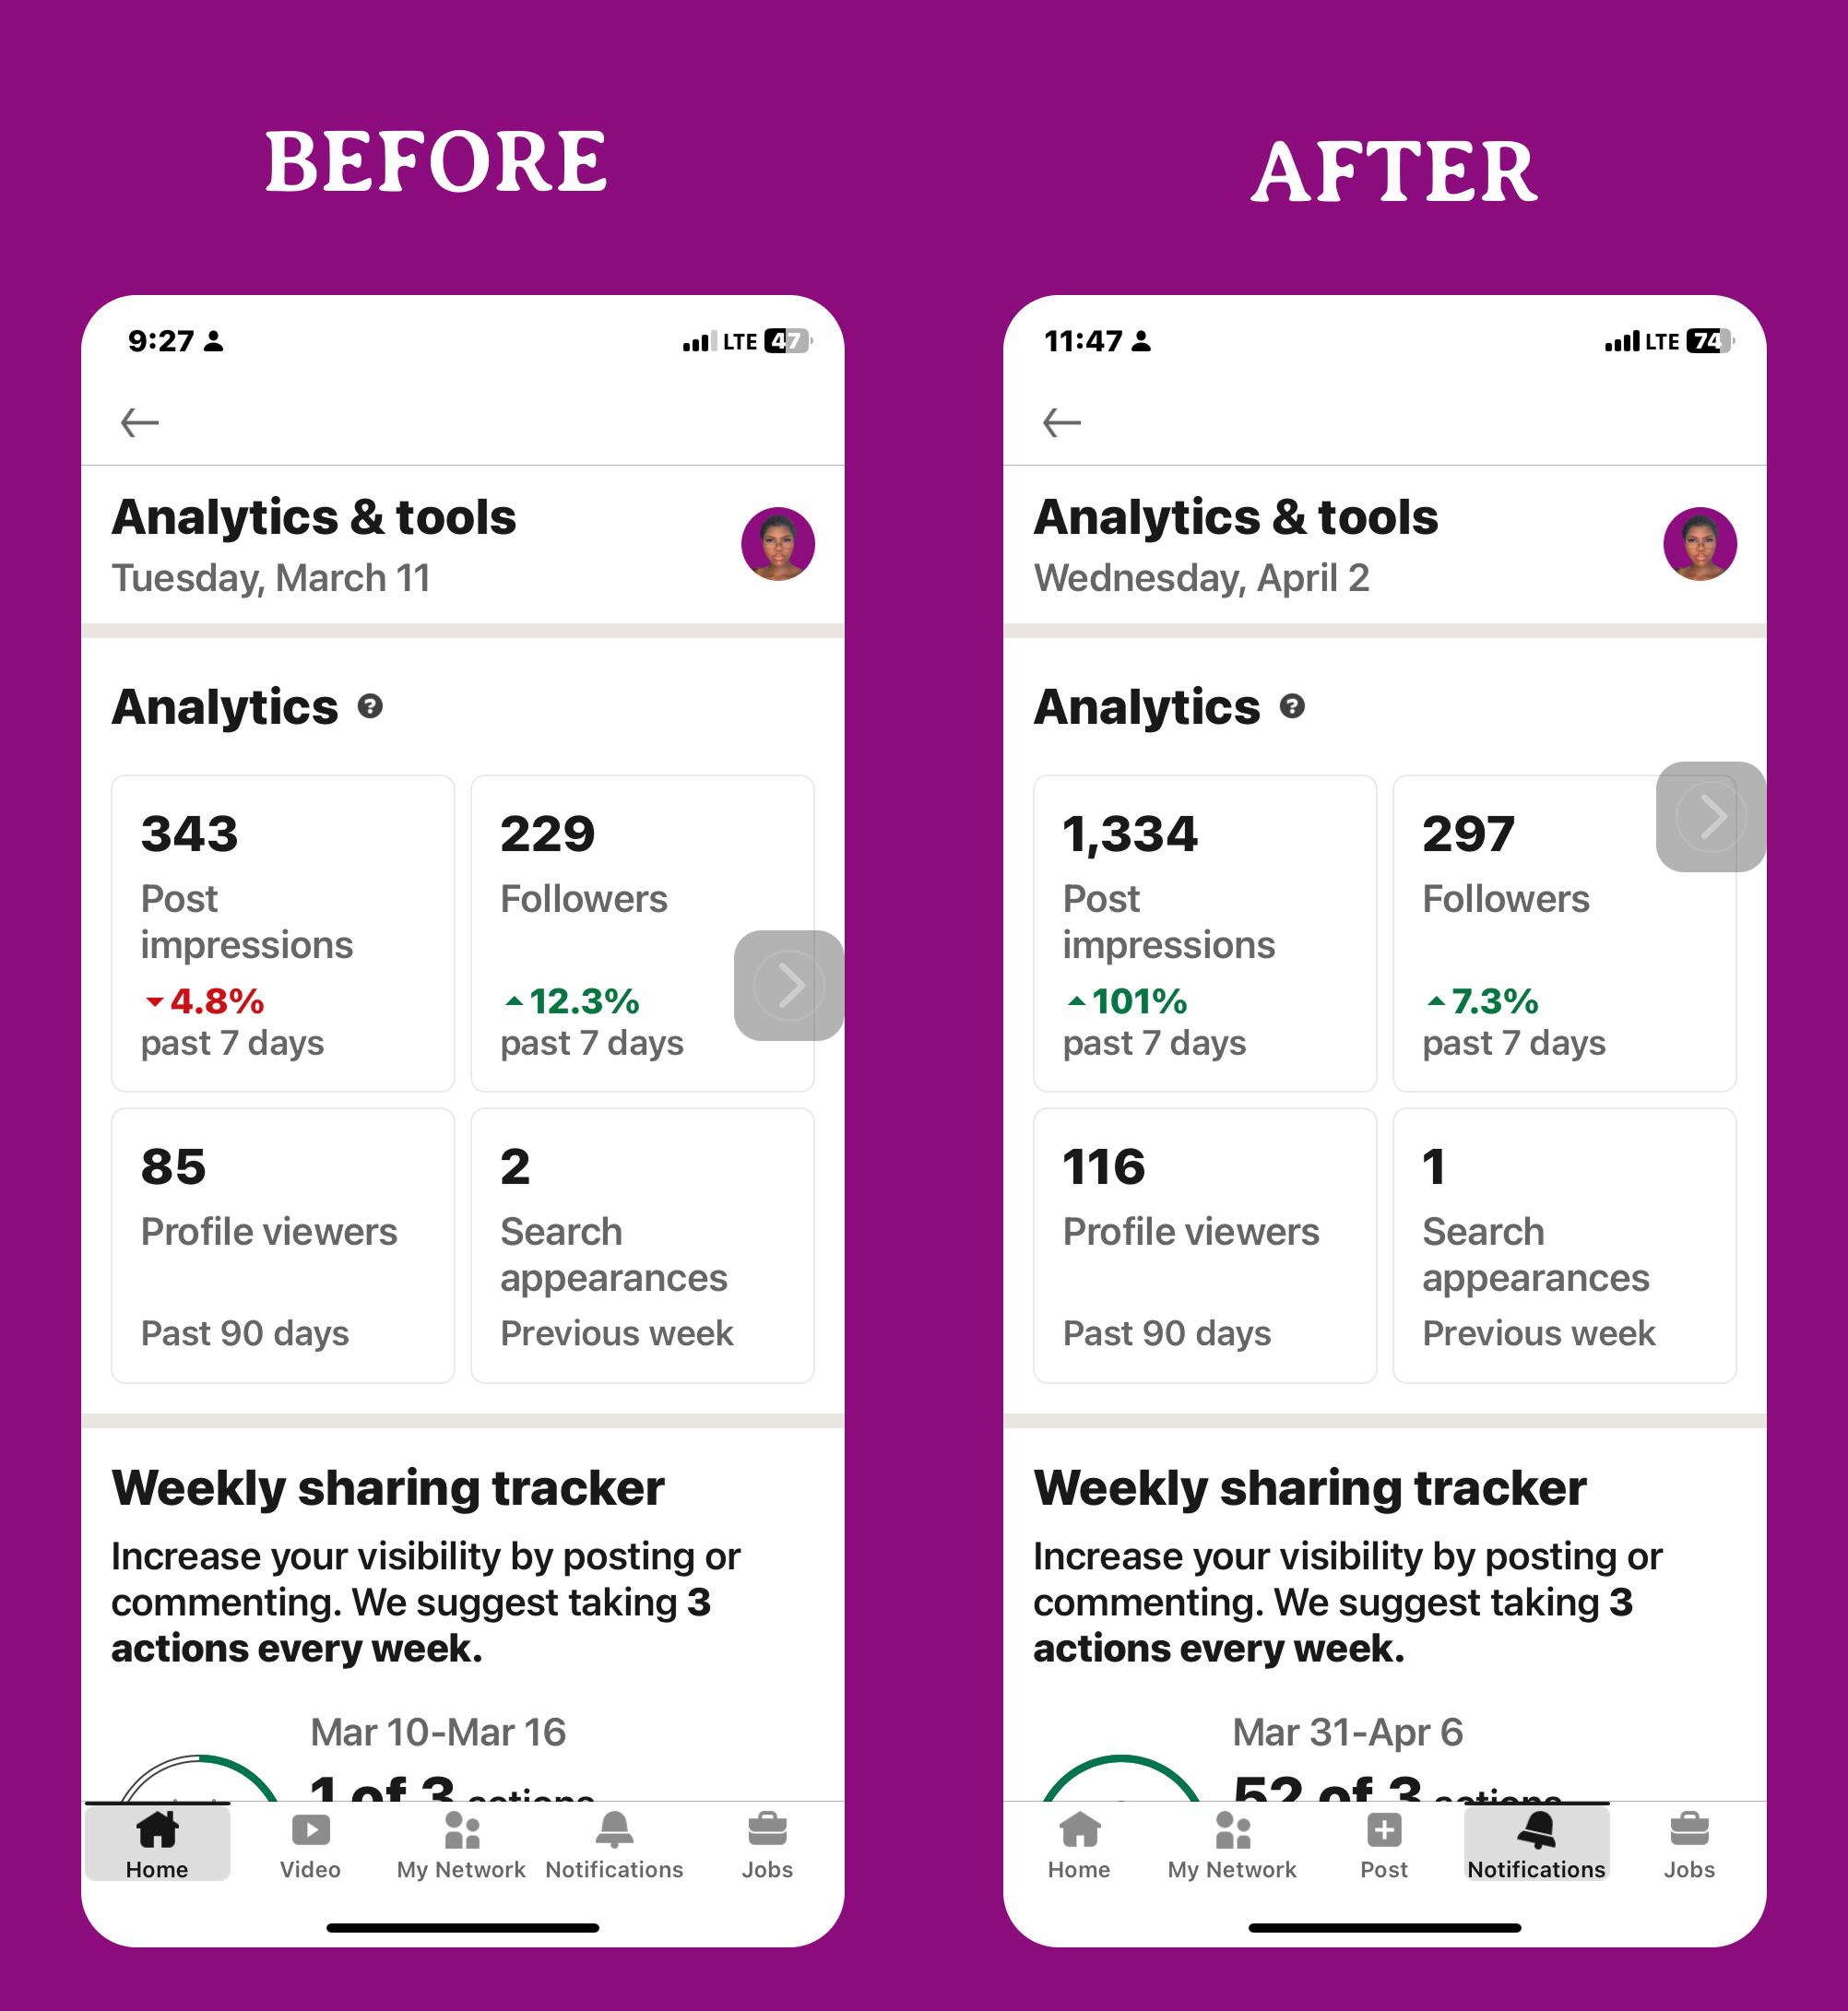 BEFORE
9:27 LTE 47
Analytics & tools
Tuesday, March 11
Analytics ?
343
Post
impressions
4.8%
past 7 days
229
Followers
12.3%
past 7 days
85
Profile viewers
Past 90 days
2
Search
appearances
Previous week
Weekly sharing tracker
Increase your visibility by posting or
commenting. We suggest taking 3
actions every week.
Mar 10-Mar 16
1 of 3 actions
Home Video My Network Notifications Jobs
AFTER
11:47 LTE 74
Analytics & tools
Wednesday, April 2
Analytics ?
1,334
Post
impressions
101%
past 7 days
297
Followers
7.3%
past 7 days
116
Profile viewers
Past 90 days
1
Search
appearances
Previous week
Weekly sharing tracker
Increase your visibility by posting or
commenting. We suggest taking 3
actions every week.
Mar 31-Apr 6
52 of 3 actions
Home My Network Post Notifications Jobs